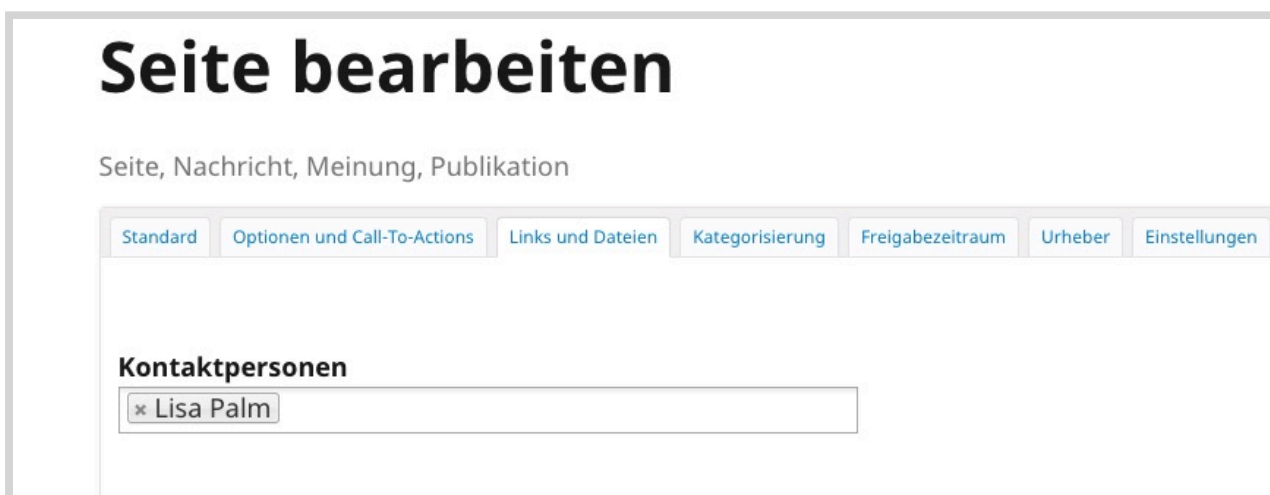 Seite bearbeiten
Seite, Nachricht, Meinung, Publikation
Standard Optionen und Call-To-Actions Links und Dateien Kategorisierung Freigabezeitraum Urheber Einstellungen
Kontaktpersonen
× Lisa Palm